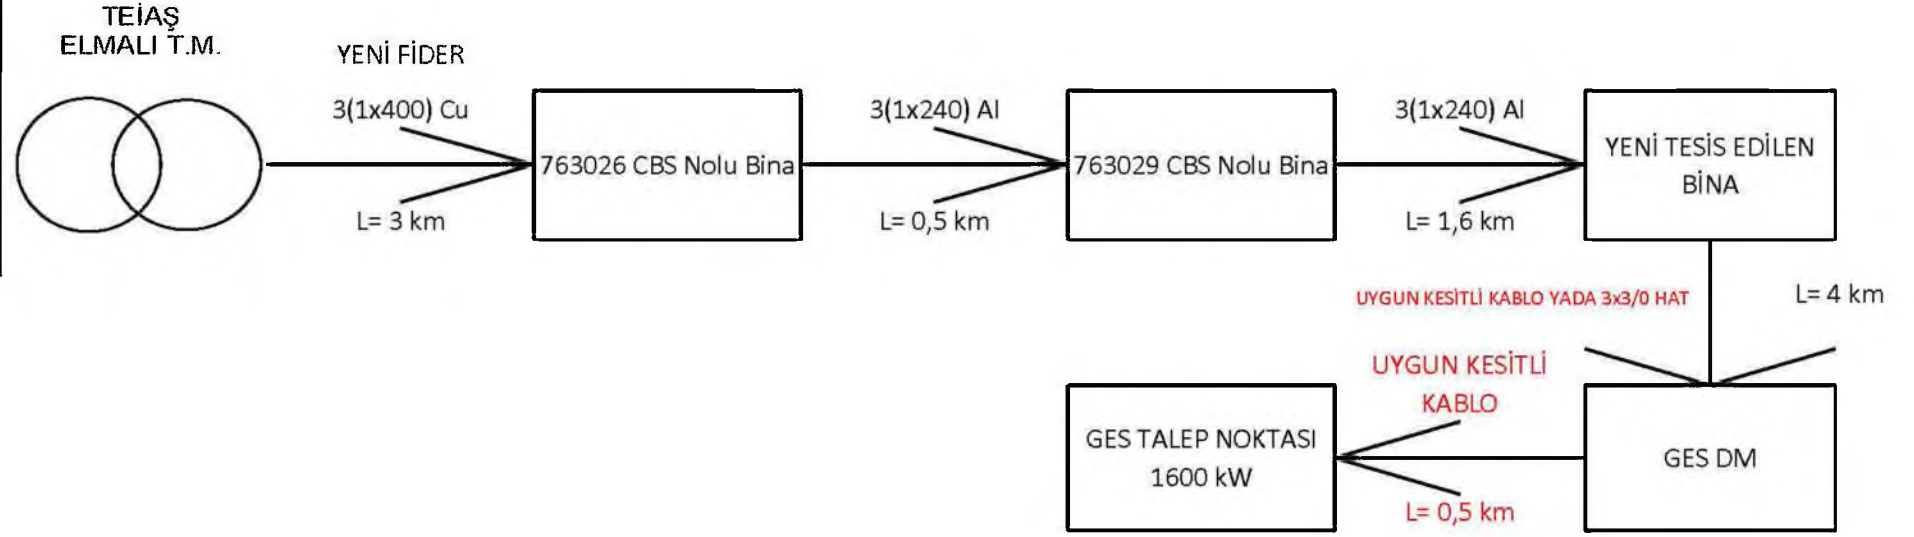 TEİAŞ
ELMALI T.M.
YENİ FİDER
3(1x400) Cu
L= 3 km
763026 CBS Nolu Bina
3(1x240) Al
L= 0,5 km
763029 CBS Nolu Bina
3(1x240) Al
L= 1,6 km
YENİ TESİS EDİLEN
BİNA
UYGUN KESİTLİ KABLO YADA 3x3/0 HAT
L= 4 km
UYGUN KESİTLİ
KABLO
L= 0,5 km
GES TALEP NOKTASI
1600 kW
GES DM